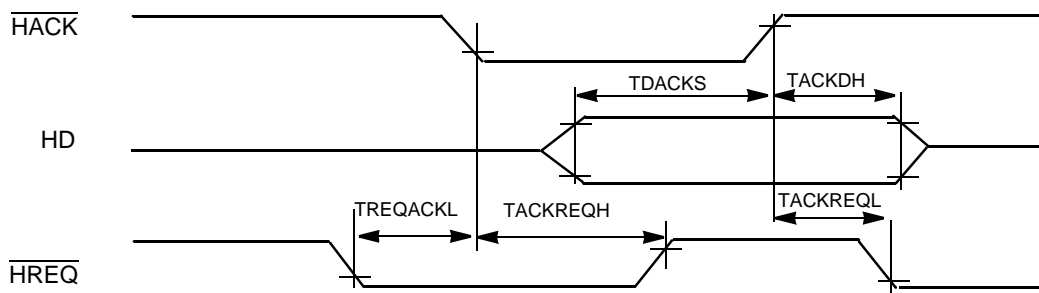 HACK
TDACKS
TACKDH
HD
TREQACKL
TACKREQH
TACKREQL
HREQ